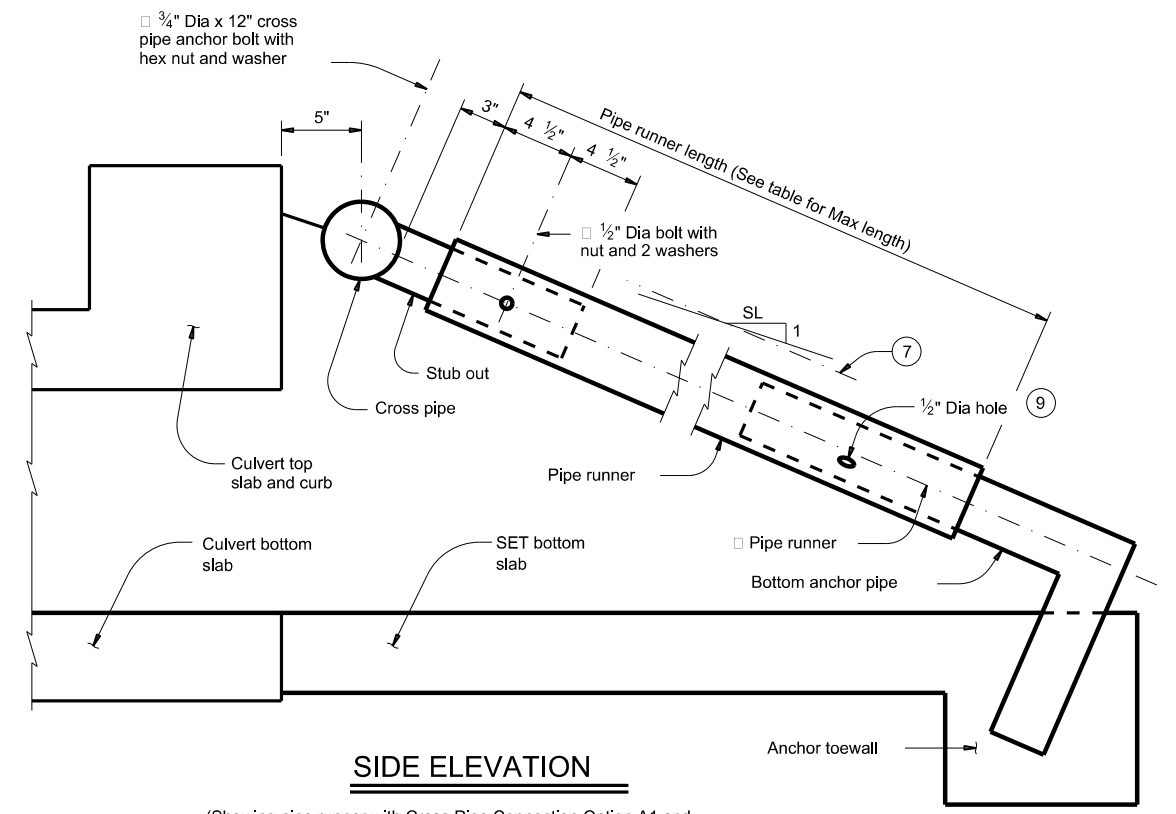 □ ¾" Dia x 12" cross
pipe anchor bolt with
hex nut and washer
5"
3"
4 ½"
4 ½"
Pipe runner length (See table for Max length)
□ ½" Dia bolt with
nut and 2 washers
SL
1
7
Stub out
Cross pipe
½" Dia hole
9
Culvert top
slab and curb
Pipe runner
Culvert bottom
slab
SET bottom
slab
□ Pipe runner
Bottom anchor pipe
Anchor toewall
SIDE ELEVATION